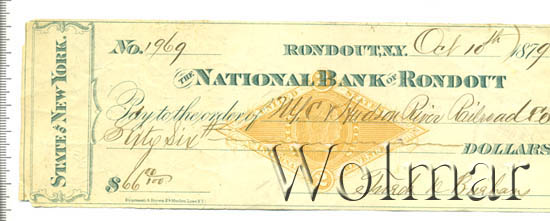 No. 1969 RONDOUT, N.Y. Oct 10th 1879
THE NATIONAL BANK OF RONDOUT
Pay to the order of N.Y.C. & Hudson River Railroad Co
Sixty six DOLLARS
$66 00/100
STATE OF NEW YORK.
Wolmar